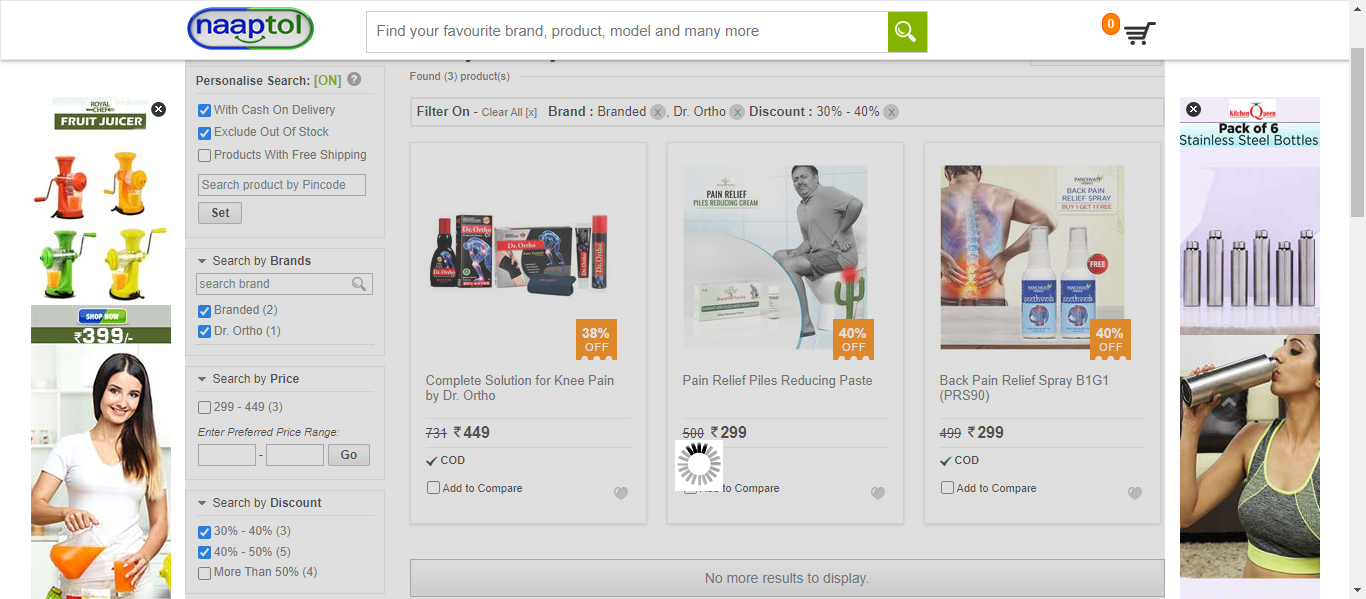 naaptol
Find your favourite brand, product, model and many more
0
Personalise Search: [ON] ?
With Cash On Delivery
Exclude Out Of Stock
Products With Free Shipping
Search product by Pincode
Set
Search by Brands
search brand
Branded (2)
Dr. Ortho (1)
Search by Price
299 - 449 (3)
Enter Preferred Price Range:
-
Go
Search by Discount
30% - 40% (3)
40% - 50% (5)
More Than 50% (4)
Found (3) product(s)
Filter On - Clear All [x] Brand : Branded x, Dr. Ortho x Discount : 30% - 40% x
Dr. Ortho
38%
OFF
Complete Solution for Knee Pain
by Dr. Ortho
731 ₹449
COD
Add to Compare
PAIN RELIEF
PILES REDUCING CREAM
40%
OFF
Pain Relief Piles Reducing Paste
500 ₹299
to Compare
PANCHVATI
BACK PAIN
RELIEF SPRAY
BUY 1 GET 1 FREE
FREE
40%
OFF
Back Pain Relief Spray B1G1
(PRS90)
499 ₹299
COD
Add to Compare
No more results to display.
ROYAL
CHEF
FRUIT JUICER
SHOP NOW
₹399/-
Kitchen Queen
Pack of 6
Stainless Steel Bottles